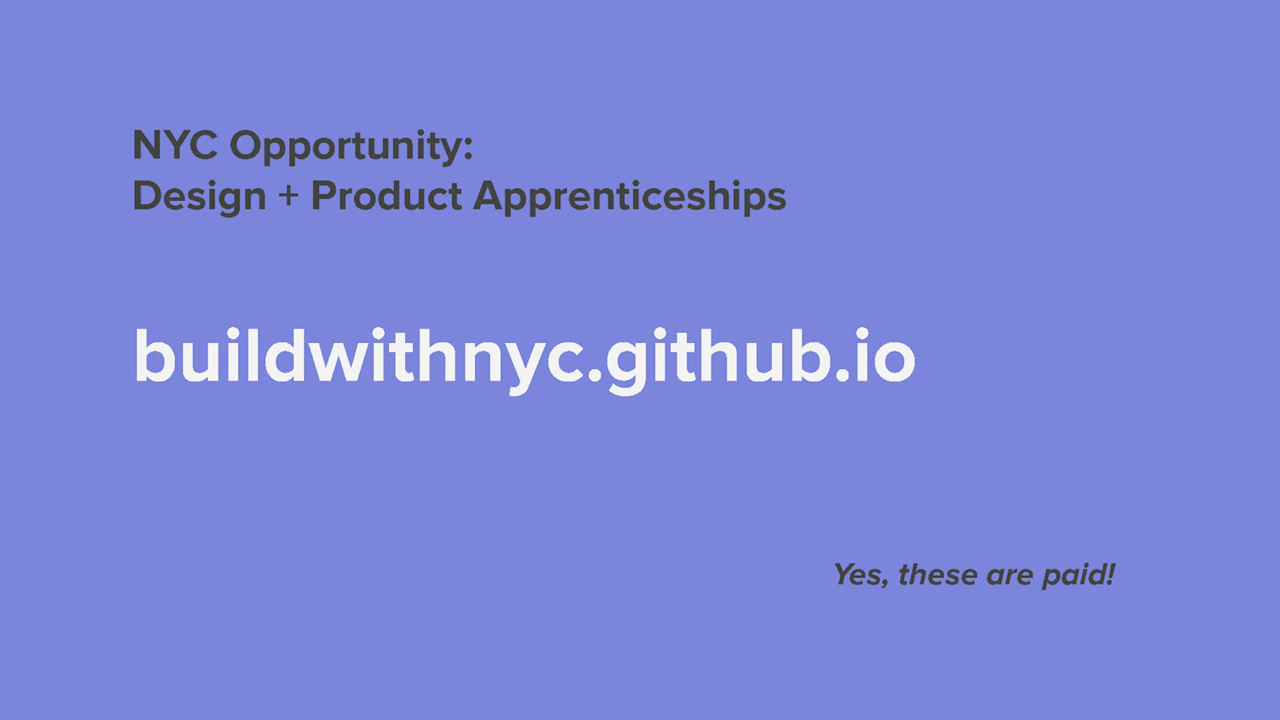 NYC Opportunity:
Design + Product Apprenticeships
buildwithnyc.github.io
Yes, these are paid!